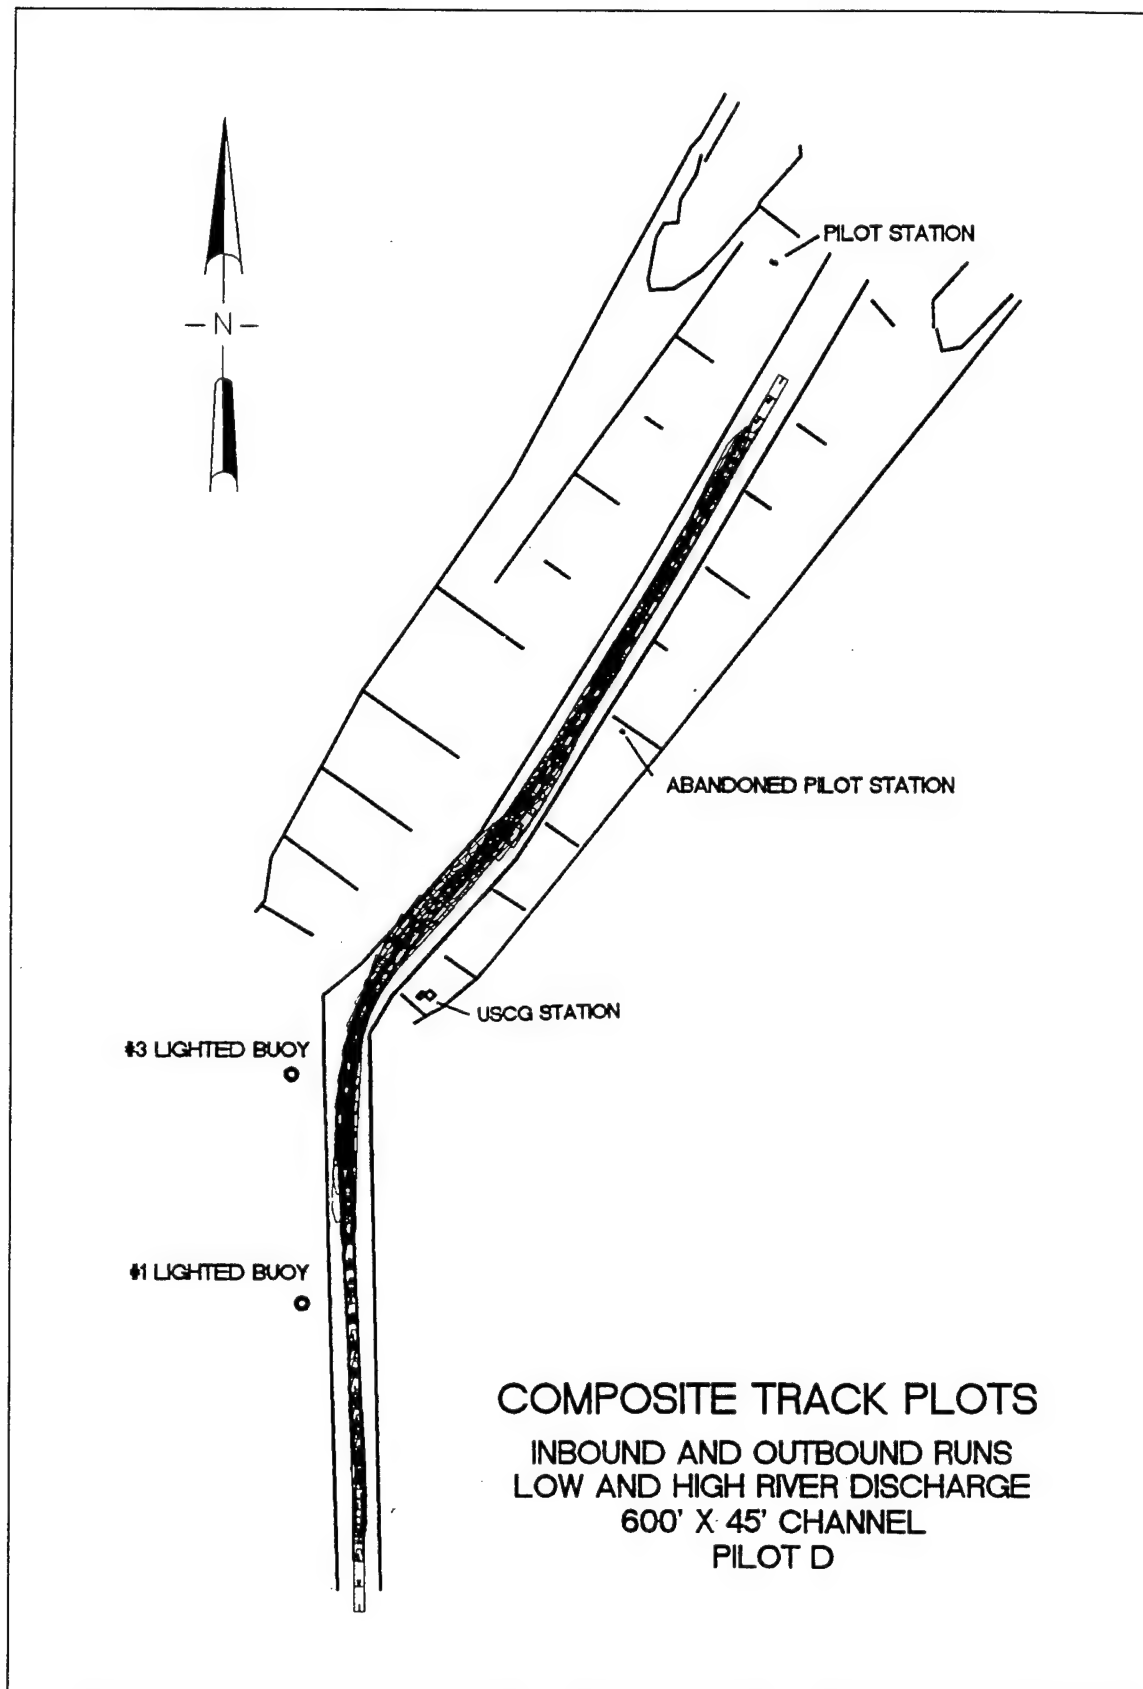 PILOT STATION
- N -
ABANDONED PILOT STATION
USCG STATION
#3 LIGHTED BUOY
#1 LIGHTED BUOY
COMPOSITE TRACK PLOTS
INBOUND AND OUTBOUND RUNS
LOW AND HIGH RIVER DISCHARGE
600' X 45' CHANNEL
PILOT D